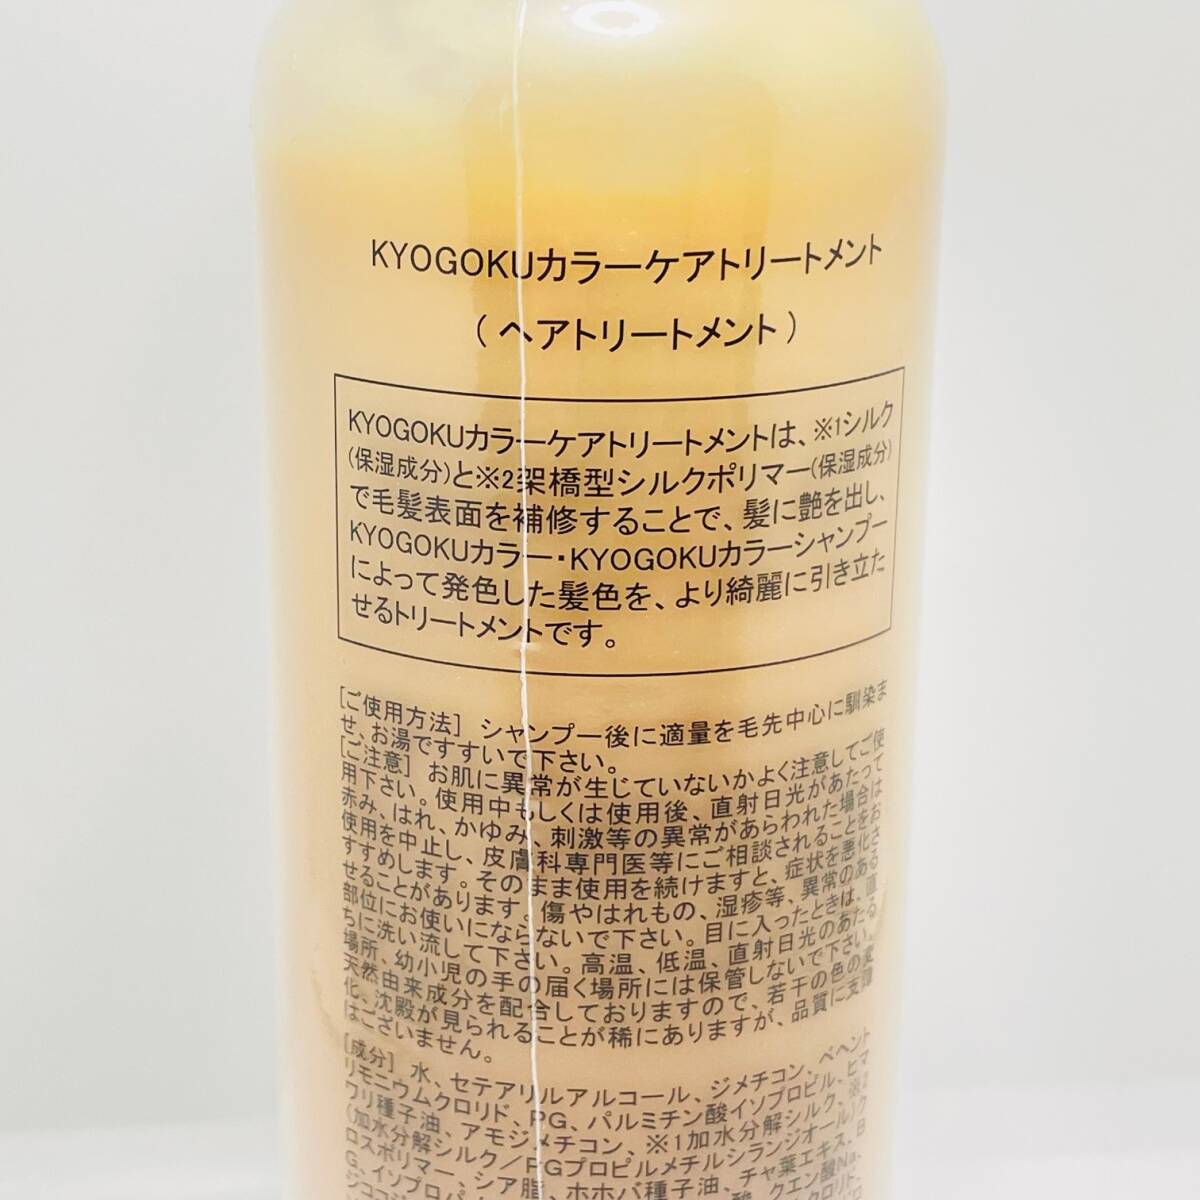 KYOGOKUカラーケアトリートメント
(ヘアトリートメント)
KYOGOKUカラーケアトリートメントは、※1シルク
(保湿成分)と※2架橋型シルクポリマー(保湿成分)
で毛髪表面を補修することで、髪に艶を出し、
KYOGOKUカラー・KYOGOKUカラーシャンプー
によって発色した髪色を、より綺麗に引き立た
せるトリートメントです。
[ご使用方法] シャンプー後に適量を毛先中心に馴染ま
せ、お湯ですすいで下さい。
[ご注意] お肌に異常が生じていないかよく注意してご使
用下さい。使用中もしくは使用後、直射日光があたって
赤み、はれ、かゆみ、刺激等の異常があらわれた場合は
使用を中止し、皮膚科専門医等にご相談されることをお
すすめします。そのまま使用を続けますと、症状を悪化さ
せることがあります。傷やはれもの、湿疹等、異常のある
部位にお使いにならないで下さい。目に入ったときは、直
ちに洗い流して下さい。高温、低温、直射日光のあたる
場所、幼小児の手の届く場所には保管しないで下さい。
天然由来成分を配合しておりますので、若干の色の変
化、沈殿が見られることが稀にありますが、品質に支障
はございません。
[成分] 水、セテアリルアルコール、ジメチコン、ベヘント
リモニウムクロリド、PG、パルミチン酸イソプロピル、ヒマ
ワリ種子油、アモジメチコン、※1加水分解シルク、※2
(加水分解シルク/PGプロピルメチルシランジオール)ク
ロスポリマー、シア脂、ホホバ種子油、チャ葉エキス、B
G、イソプロパ
クエン酸Na、